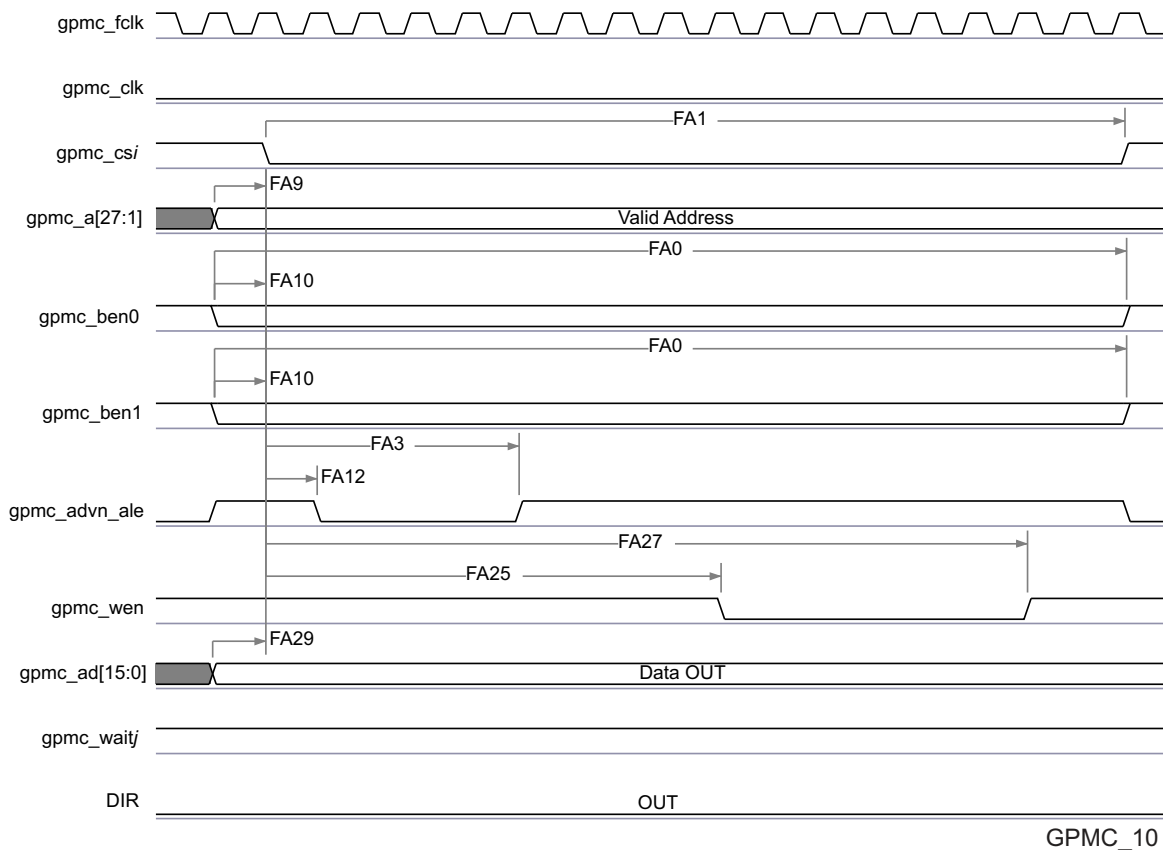 gpmc_fclk
gpmc_clk
FA1
gpmc_csi
FA9
gpmc_a[27:1]
Valid Address
FA0
FA10
gpmc_ben0
FA0
FA10
gpmc_ben1
FA3
FA12
gpmc_advn_ale
FA27
FA25
gpmc_wen
FA29
gpmc_ad[15:0]
Data OUT
gpmc_waitj
DIR
OUT
GPMC_10